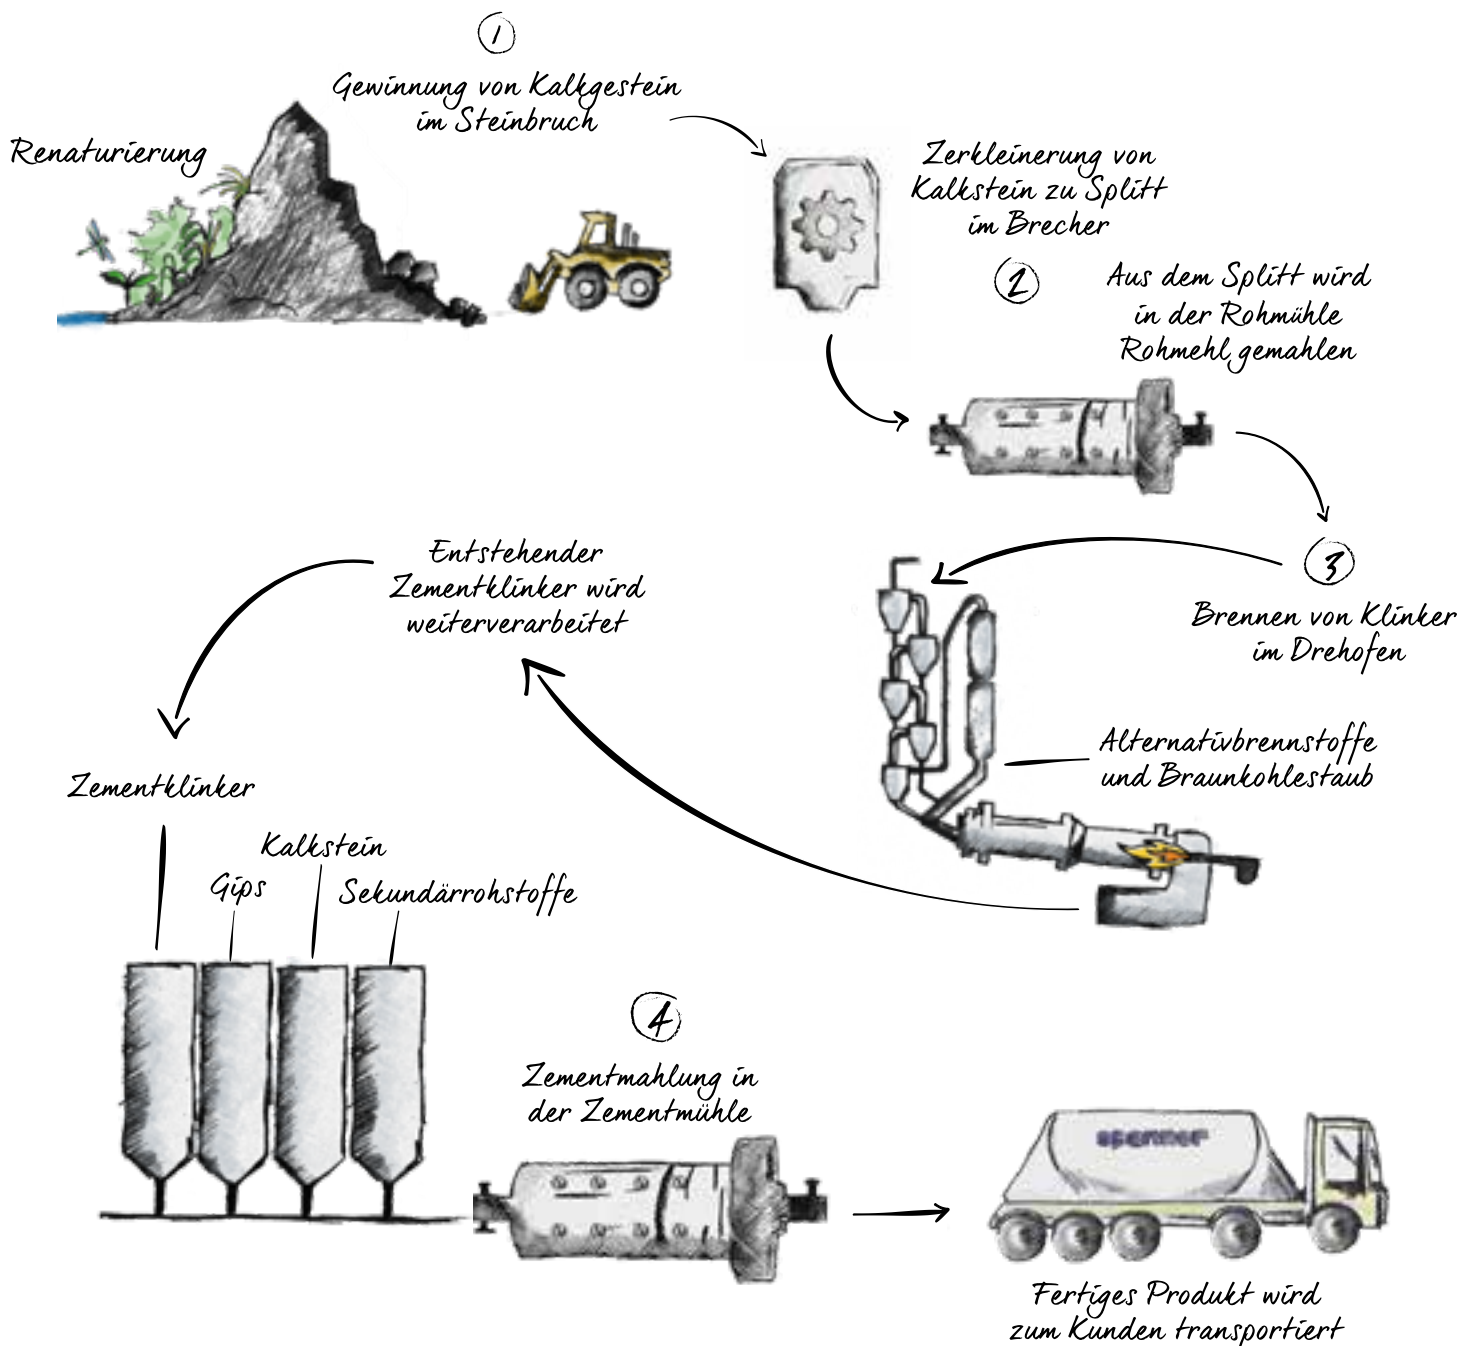 1
Gewinnung von Kalkgestein
im Steinbruch
Renaturierung
Zerkleinerung von
Kalkstein zu Splitt
im Brecher
2
Aus dem Splitt wird
in der Rohmühle
Rohmehl gemahlen
3
Brennen von Klinker
im Drehofen
Alternativbrennstoffe
und Braunkohlestaub
Entstehender
Zementklinker wird
weiterverarbeitet
Zementklinker
Kalkstein
Gips
Sekundärrohstoffe
4
Zementmahlung in
der Zementmühle
spenner
Fertiges Produkt wird
zum Kunden transportiert